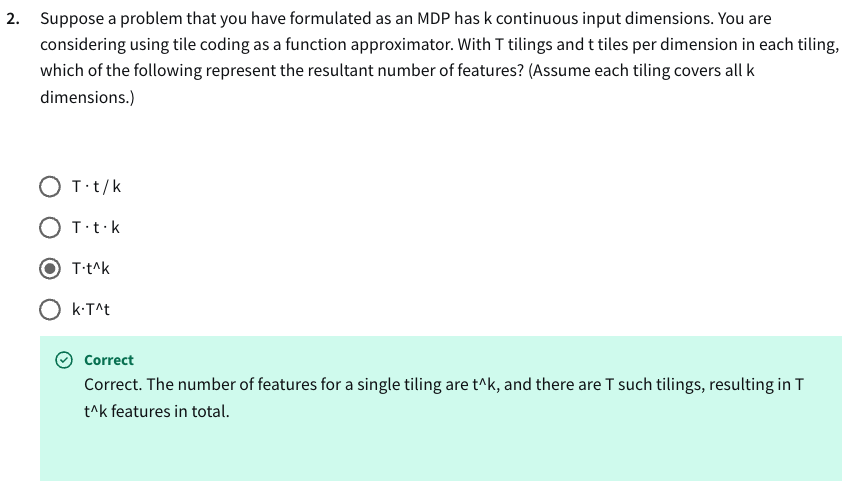 2. Suppose a problem that you have formulated as an MDP has k continuous input dimensions. You are
considering using tile coding as a function approximator. With T tilings and t tiles per dimension in each tiling,
which of the following represent the resultant number of features? (Assume each tiling covers all k
dimensions.)
T · t / k
T · t · k
T·t^k
k·T^t
Correct
Correct. The number of features for a single tiling are t^k, and there are T such tilings, resulting in T
t^k features in total.